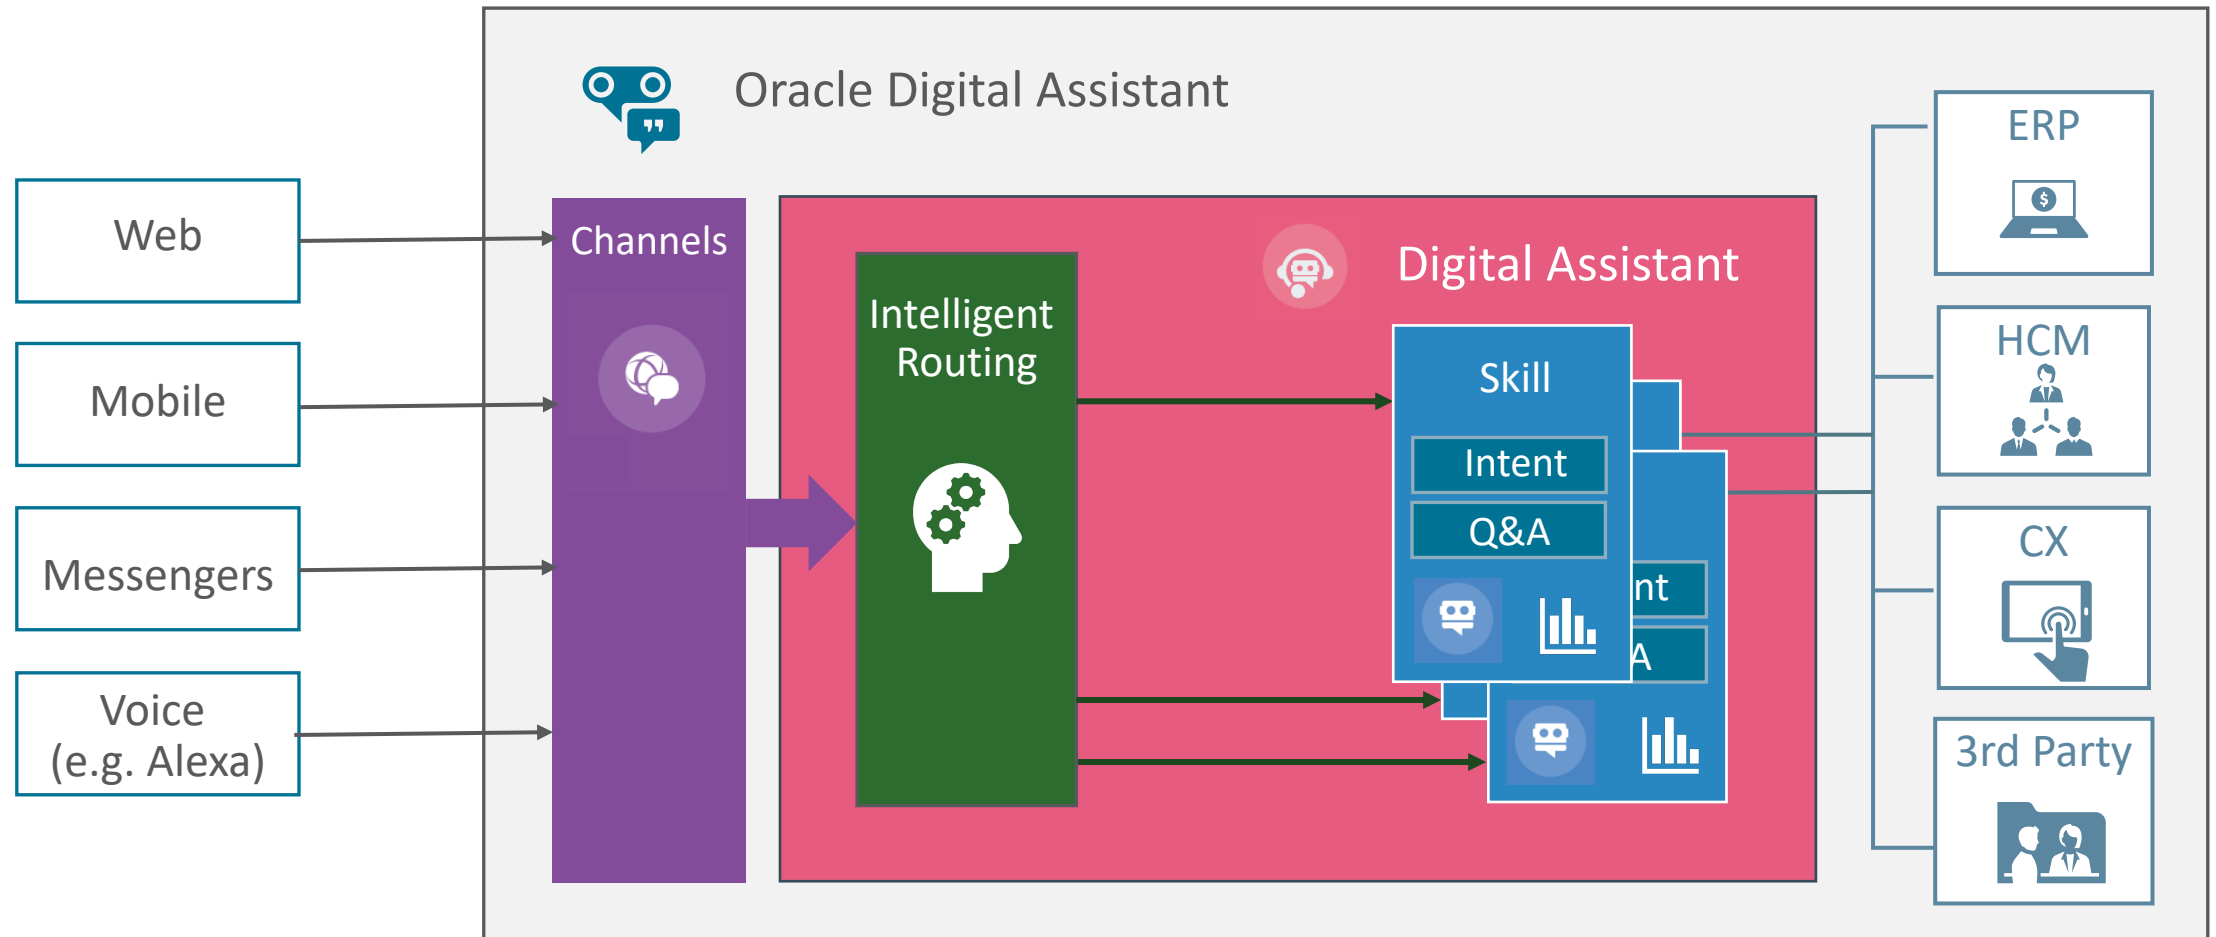 Oracle Digital Assistant
Web
Mobile
Messengers
Voice
(e.g. Alexa)
Channels
Intelligent
Routing
Digital Assistant
Skill
Intent
Q&A
nt
A
ERP
HCM
CX
3rd Party